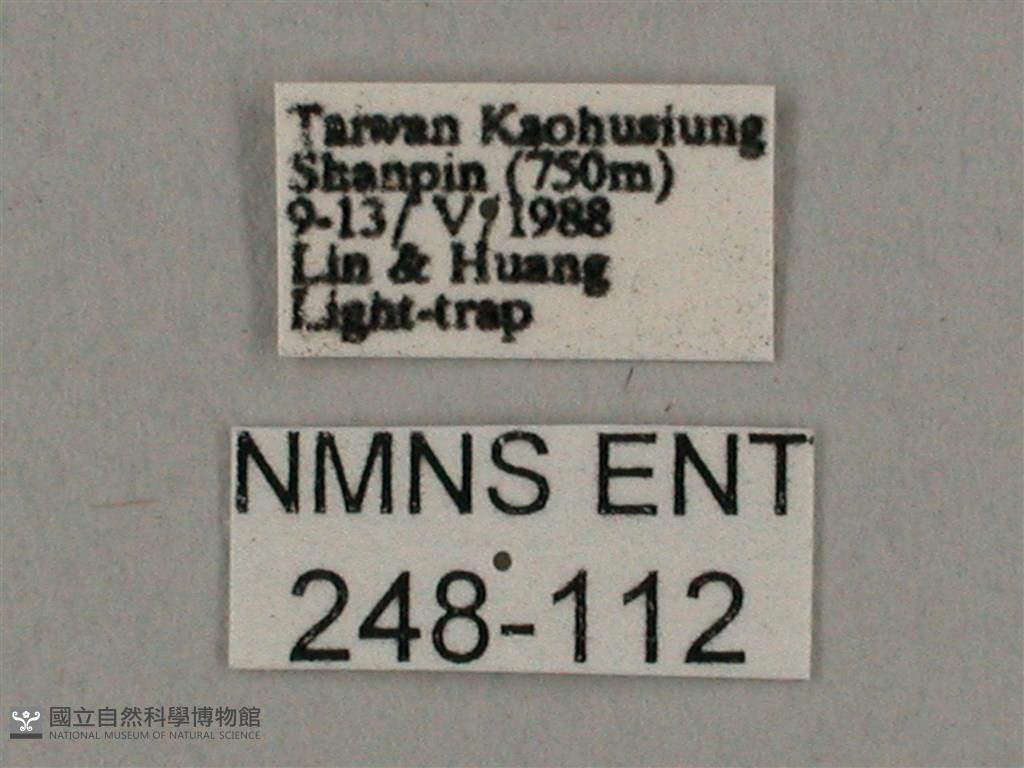 Taiwan Kaohusiung
Shanpin (750m)
9-13/ V/ 1988
Lin & Huang
Light-trap
NMNS ENT
248-112
國立自然科學博物館
NATIONAL MUSEUM OF NATURAL SCIENCE